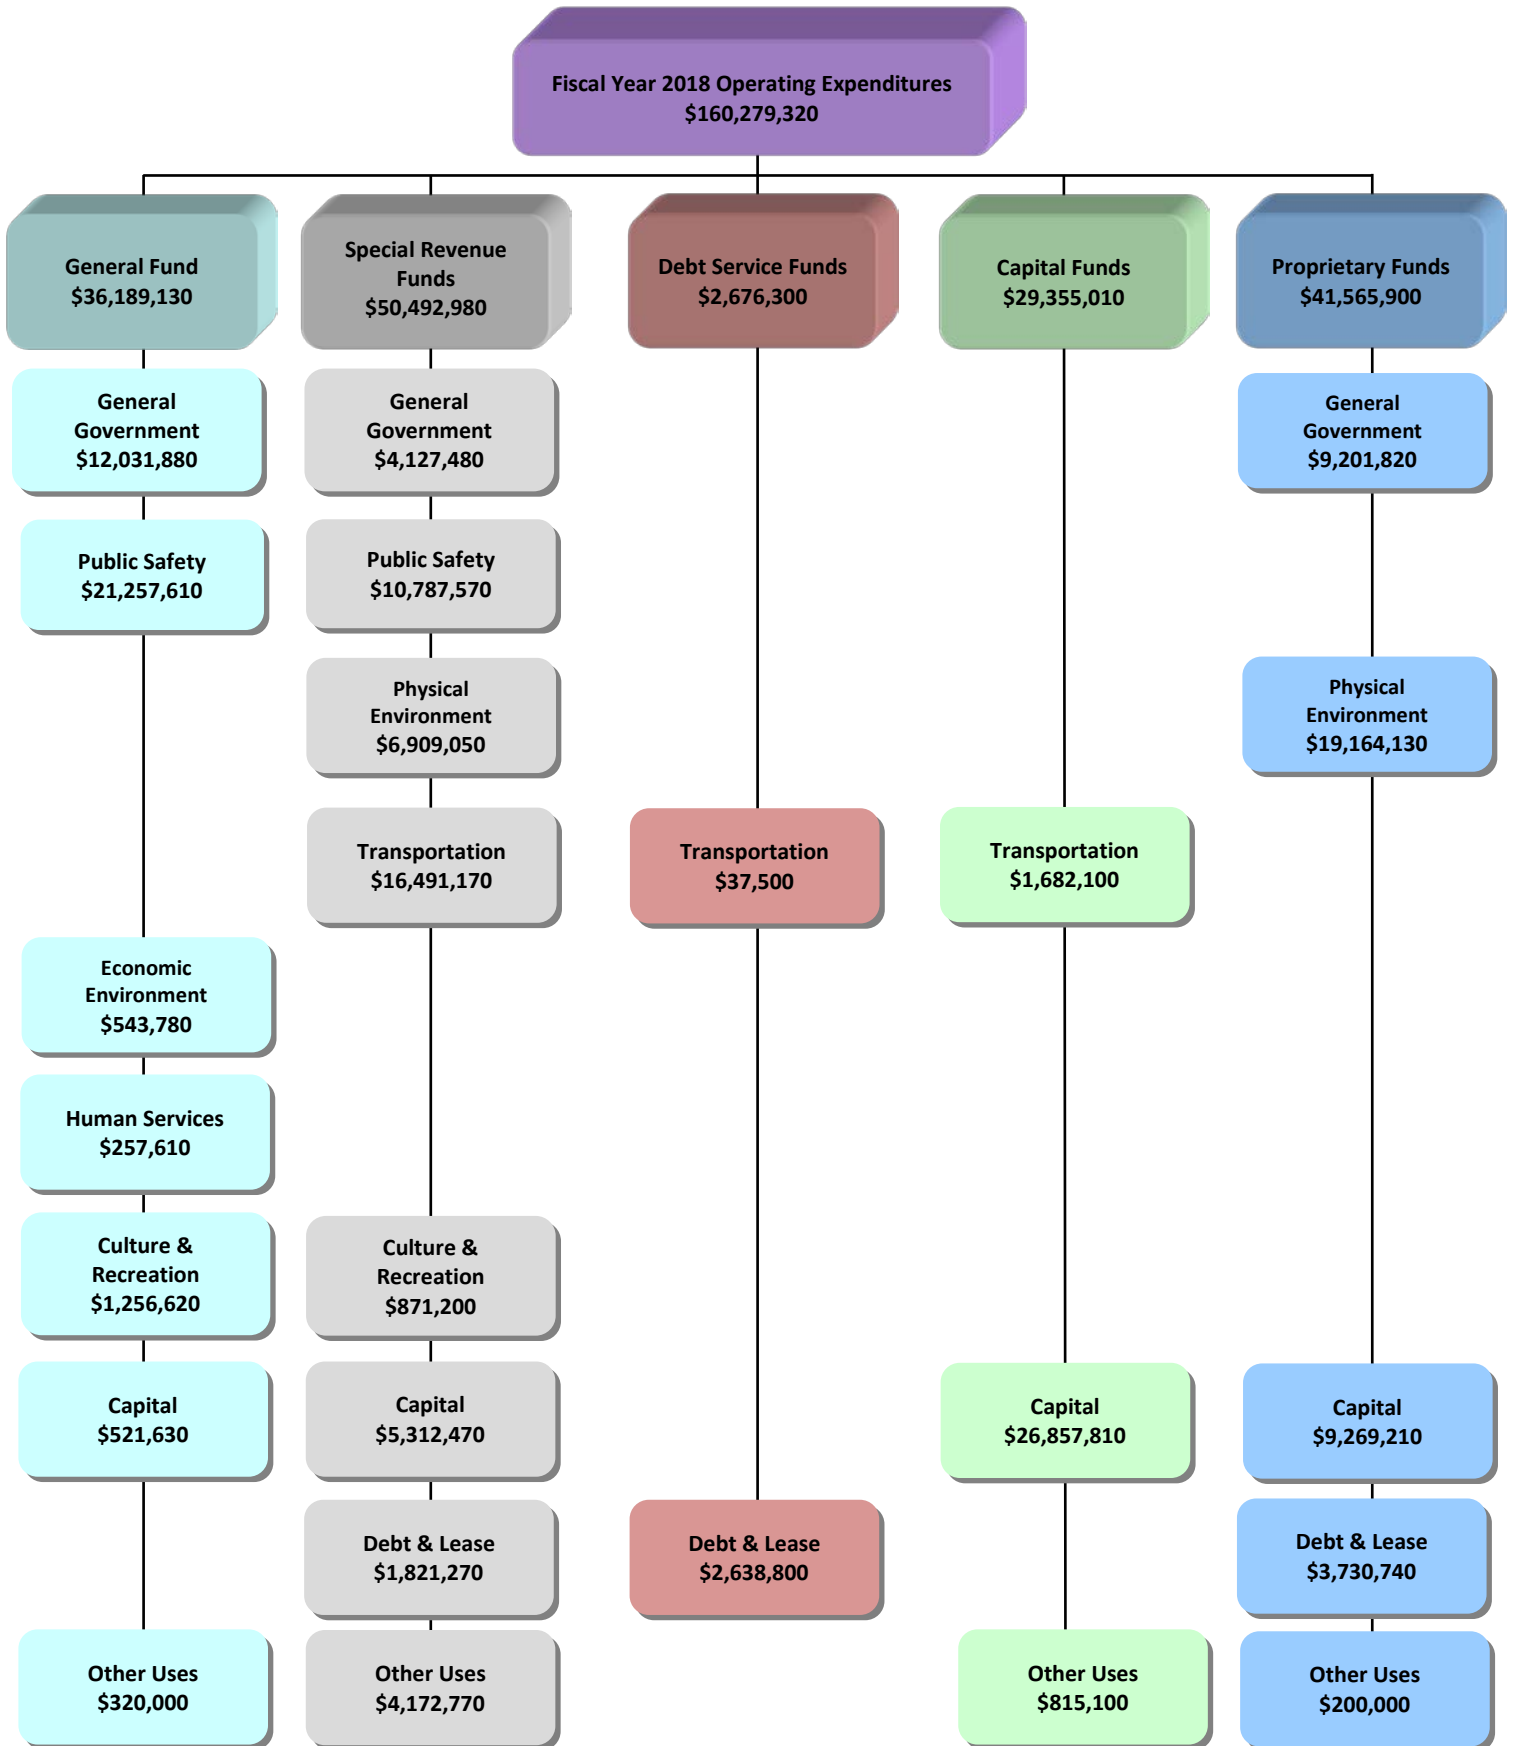 Fiscal Year 2018 Operating Expenditures
$160,279,320
General Fund
$36,189,130
Special Revenue
Funds
$50,492,980
Debt Service Funds
$2,676,300
Capital Funds
$29,355,010
Proprietary Funds
$41,565,900
General
Government
$12,031,880
General
Government
$4,127,480
General
Government
$9,201,820
Public Safety
$21,257,610
Public Safety
$10,787,570
Physical
Environment
$6,909,050
Physical
Environment
$19,164,130
Transportation
$16,491,170
Transportation
$37,500
Transportation
$1,682,100
Economic
Environment
$543,780
Human Services
$257,610
Culture &
Recreation
$1,256,620
Culture &
Recreation
$871,200
Capital
$521,630
Capital
$5,312,470
Capital
$26,857,810
Capital
$9,269,210
Debt & Lease
$1,821,270
Debt & Lease
$2,638,800
Debt & Lease
$3,730,740
Other Uses
$320,000
Other Uses
$4,172,770
Other Uses
$815,100
Other Uses
$200,000